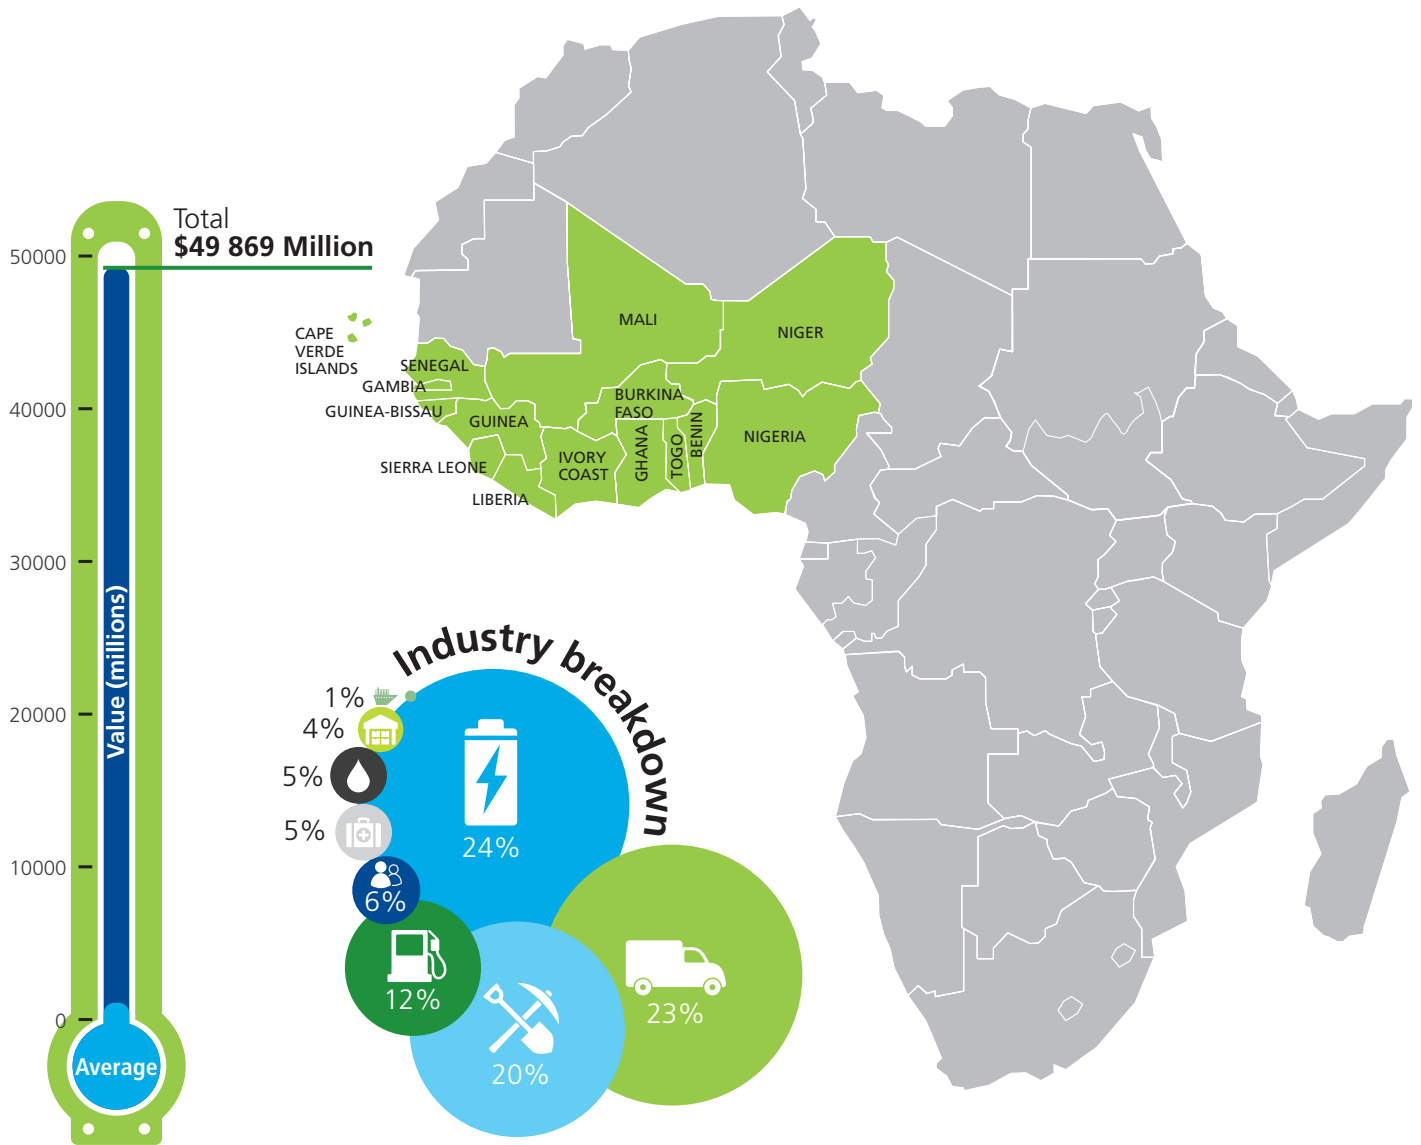 Total
$49 869 Million
50000
40000
30000
20000
10000
0
Value (millions)
Average
CAPE
VERDE
ISLANDS
MALI
NIGER
SENEGAL
GAMBIA
GUINEA-BISSAU
GUINEA
BURKINA
FASO
SIERRA LEONE
LIBERIA
IVORY
COAST
GHANA
TOGO
BENIN
NIGERIA
Industry breakdown
1%
4%
5%
5%
6%
12%
24%
20%
23%